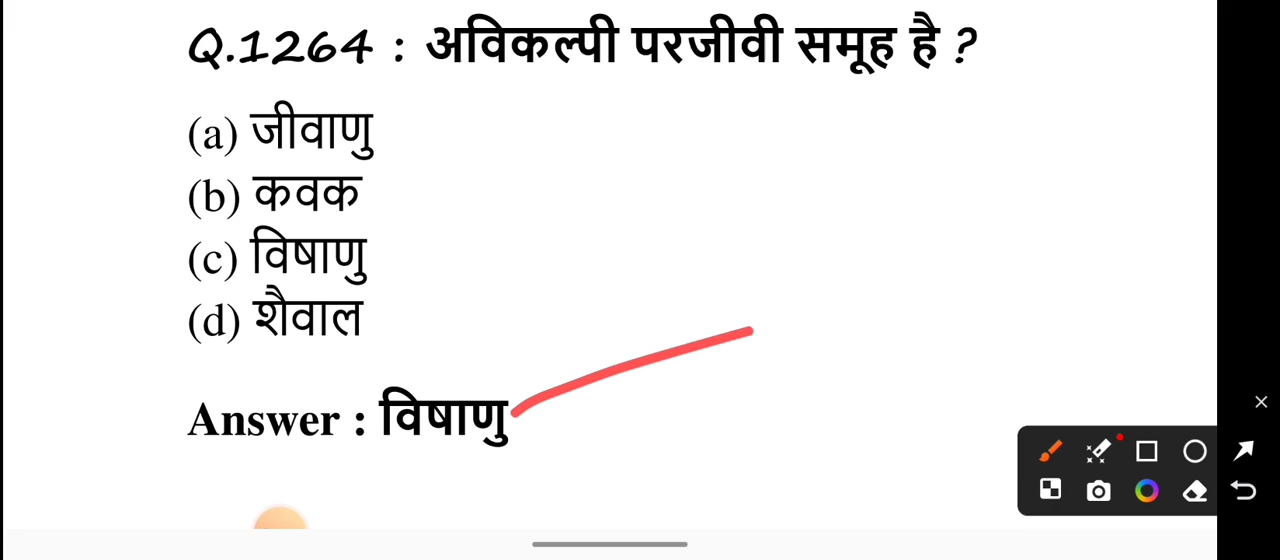 Q.1264 : अविकल्पी परजीवी समूह है ?
(a) जीवाणु
(b) कवक
(c) विषाणु
(d) शैवाल
Answer : विषाणु